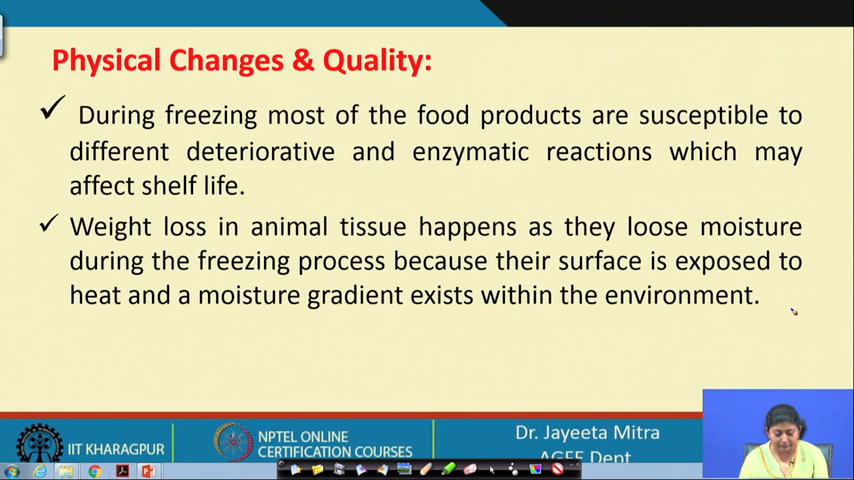 Physical Changes & Quality:
✓ During freezing most of the food products are susceptible to
different deteriorative and enzymatic reactions which may
affect shelf life.
✓ Weight loss in animal tissue happens as they loose moisture
during the freezing process because their surface is exposed to
heat and a moisture gradient exists within the environment.
IIT KHARAGPUR
NPTEL ONLINE
CERTIFICATION COURSES
Dr. Jayeeta Mitra
AGFE Dept